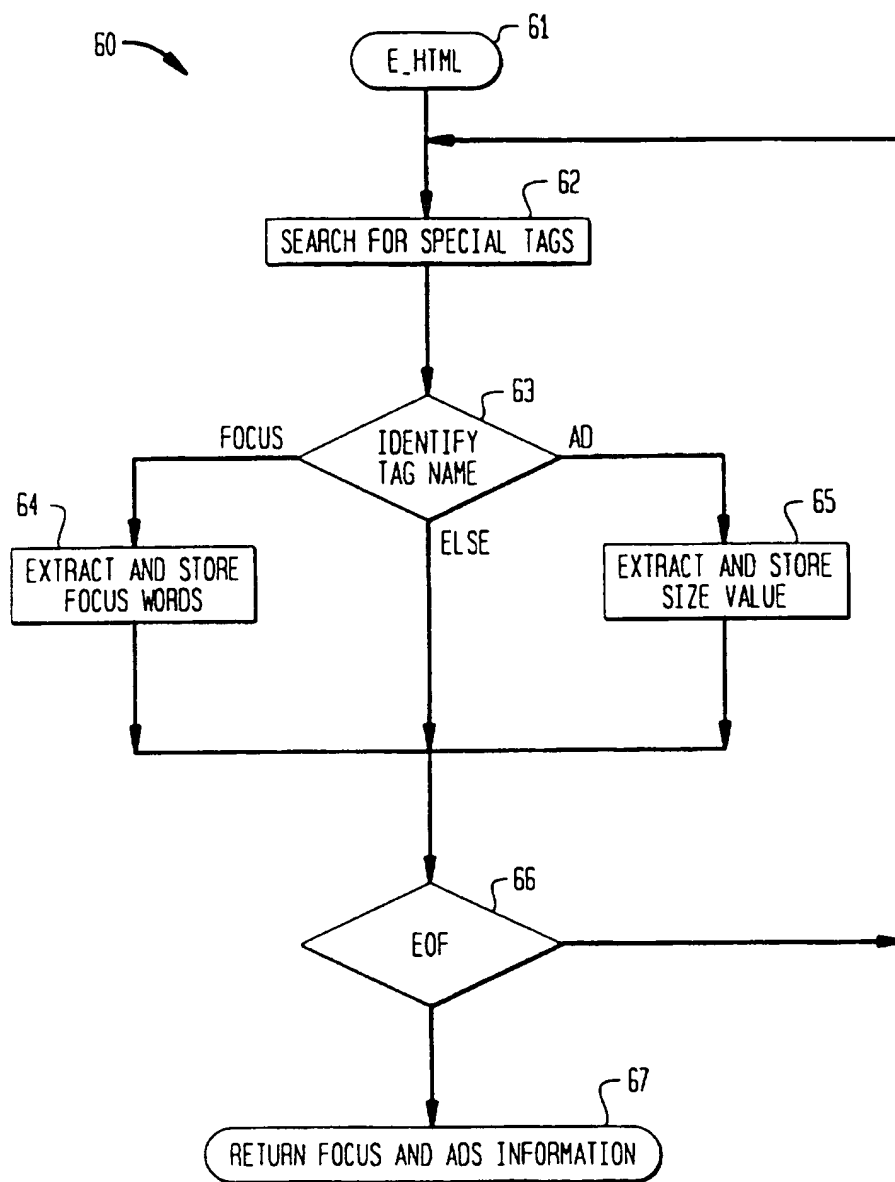 60
61
E_HTML
62
SEARCH FOR SPECIAL TAGS
63
FOCUS
IDENTIFY
TAG NAME
AD
64
ELSE
65
EXTRACT AND STORE
FOCUS WORDS
EXTRACT AND STORE
SIZE VALUE
66
EOF
67
RETURN FOCUS AND ADS INFORMATION